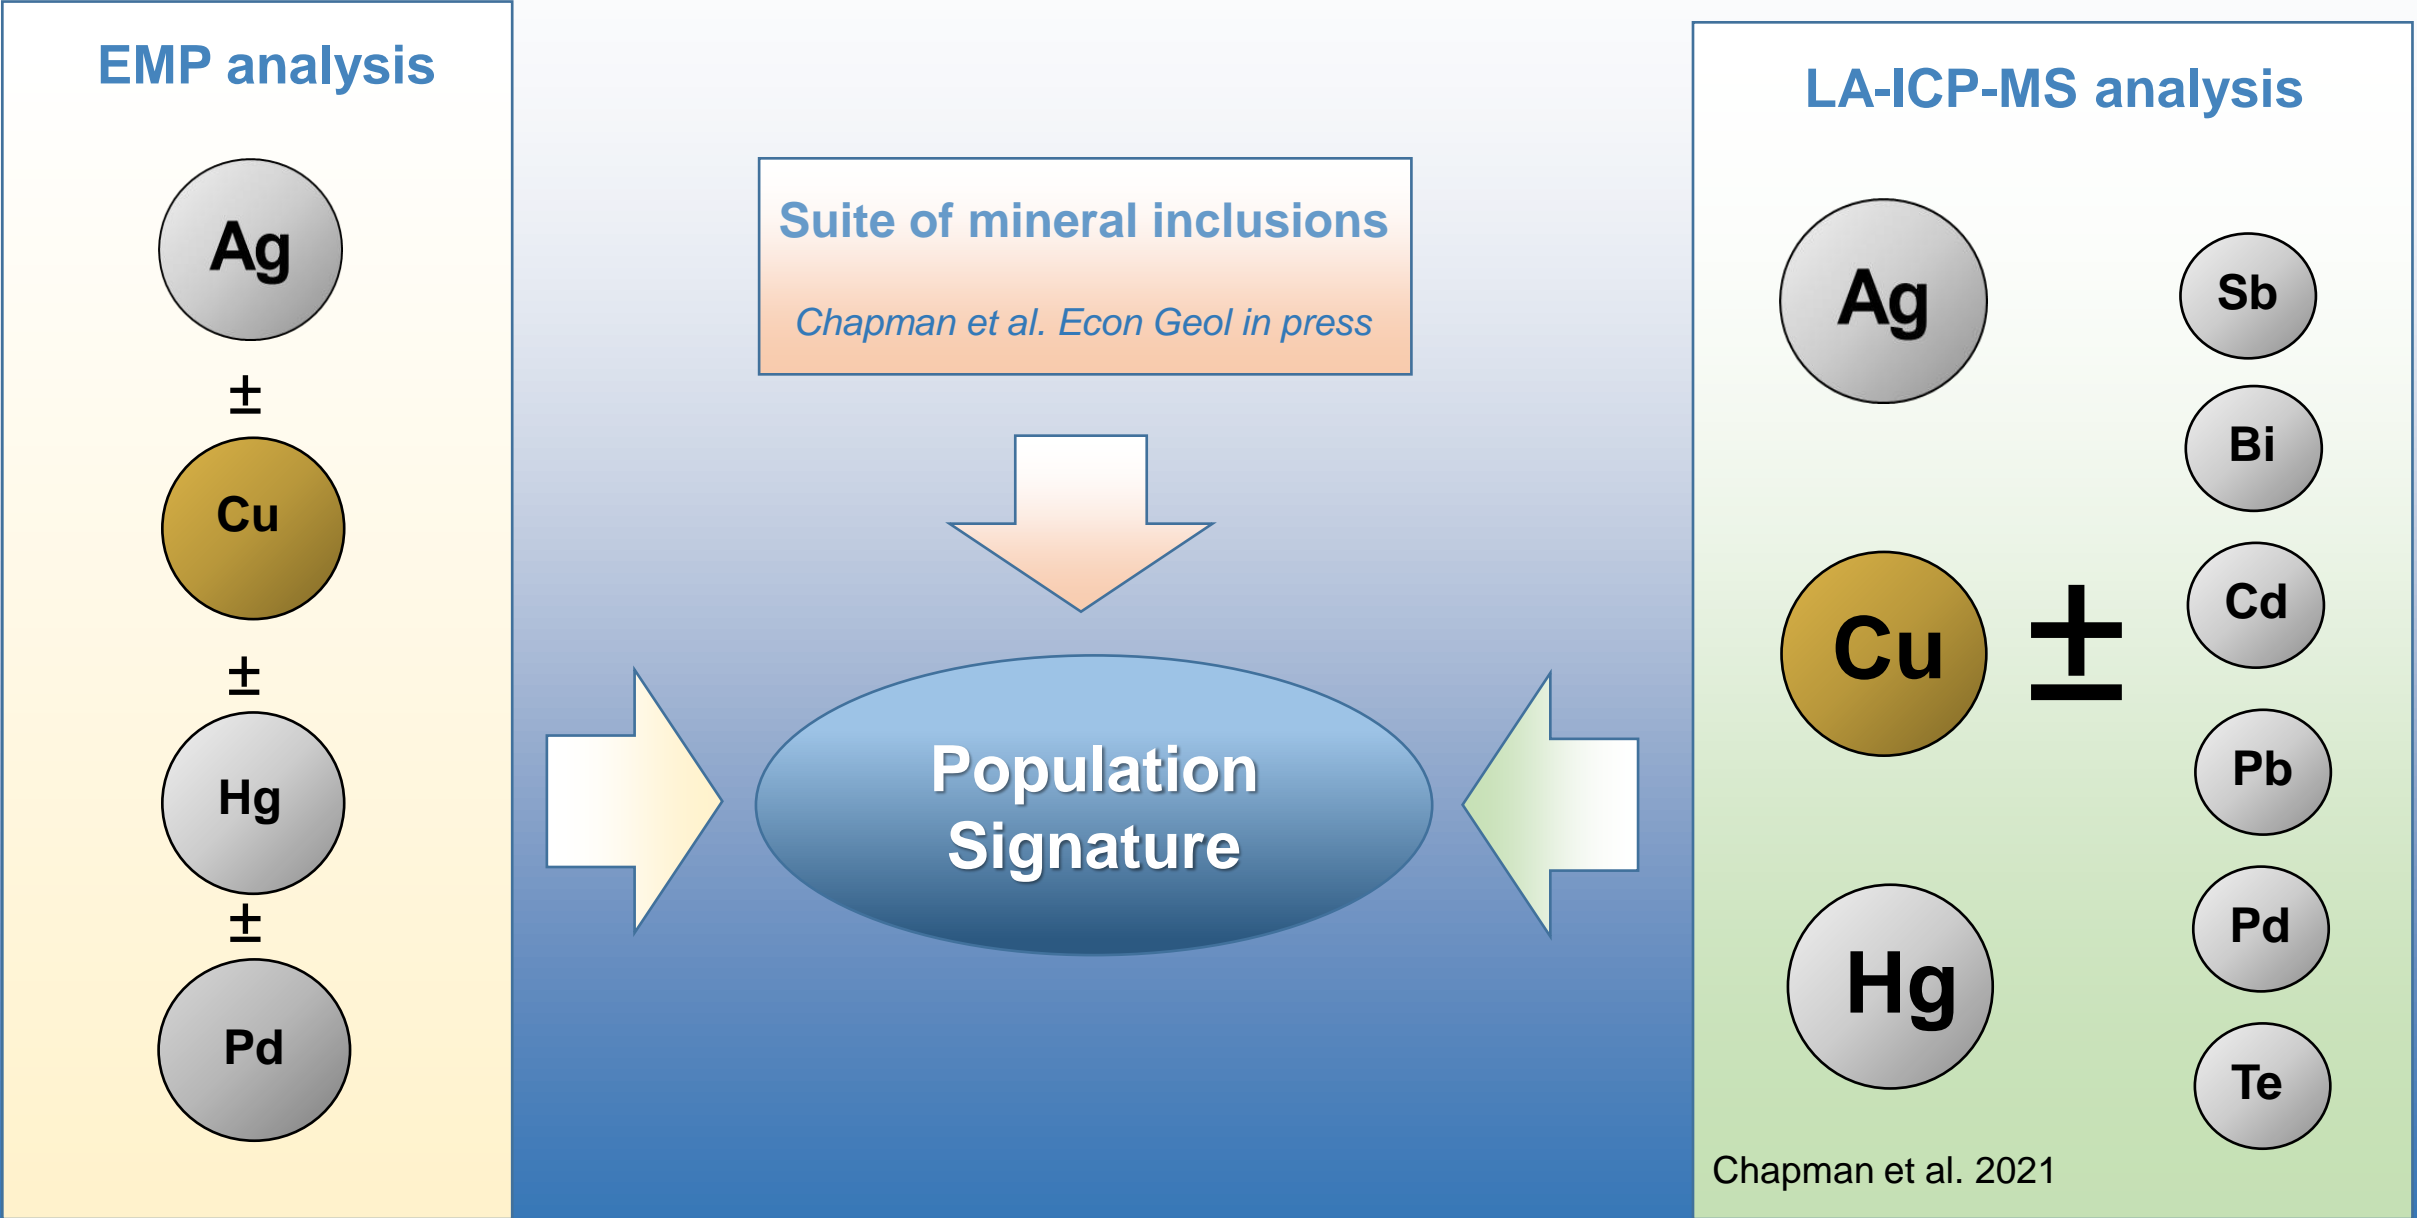 EMP analysis
Ag
±
Cu
±
Hg
±
Pd
Suite of mineral inclusions
Chapman et al. Econ Geol in press
Population
Signature
LA-ICP-MS analysis
Ag
Cu
Hg
±
Sb
Bi
Cd
Pb
Pd
Te
Chapman et al. 2021